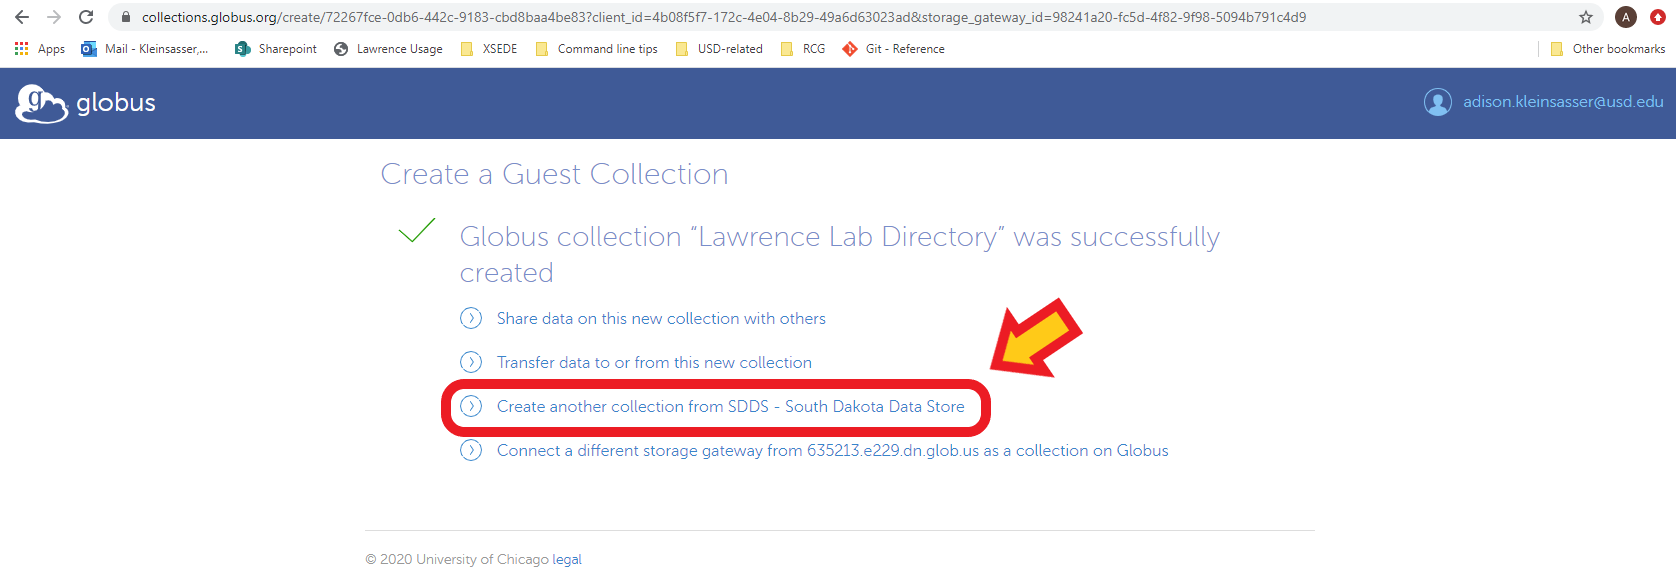 collections.globus.org/create/72267fce-0db6-442c-9183-cbd8baa4be83?client_id=4b08f5f7-172c-4e04-8b29-49a6d63023ad&storage_gateway_id=98241a20-fc5d-4f82-9f98-5094b791c4d9
A
Apps Mail - Kleinsasser,... Sharepoint Lawrence Usage XSEDE Command line tips USD-related RCG Git - Reference Other bookmarks
g globus adison.kleinsasser@usd.edu
Create a Guest Collection
Globus collection “Lawrence Lab Directory” was successfully
created
Share data on this new collection with others
Transfer data to or from this new collection
Create another collection from SDDS - South Dakota Data Store
Connect a different storage gateway from 635213.e229.dn.glob.us as a collection on Globus
© 2020 University of Chicago legal